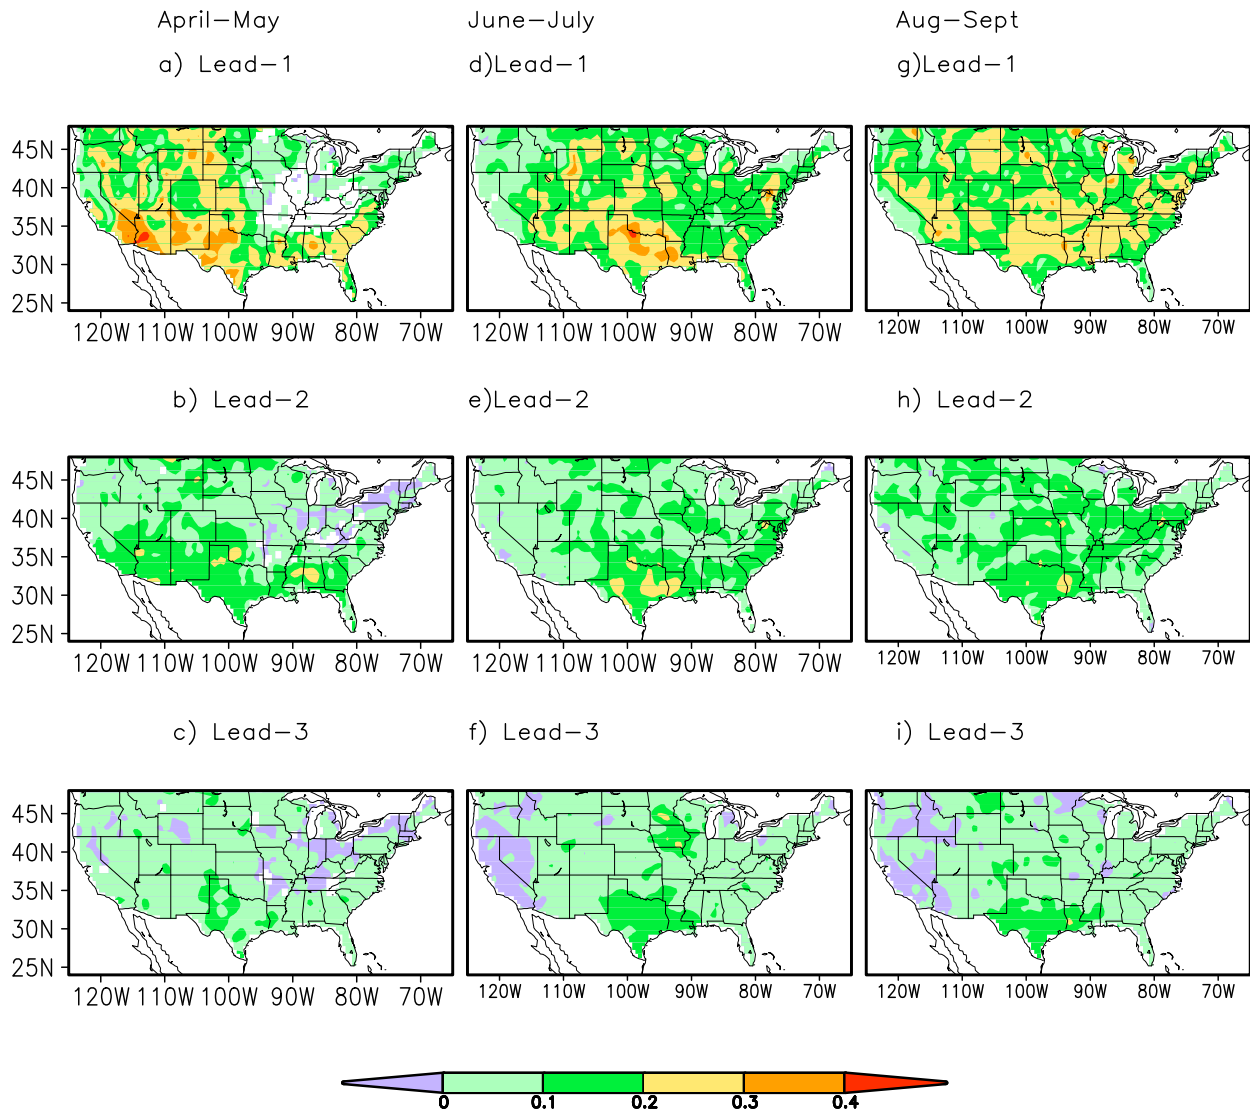 April-May June-July Aug-Sept
a) Lead-1 d)Lead-1 g)Lead-1
45N
40N
35N
30N
25N
120W 110W 100W 90W 80W 70W 120W 110W 100W 90W 80W 70W 120W 110W 100W 90W 80W 70W
b) Lead-2 e)Lead-2 h) Lead-2
45N
40N
35N
30N
25N
120W 110W 100W 90W 80W 70W 120W 110W 100W 90W 80W 70W 120W 110W 100W 90W 80W 70W
c) Lead-3 f) Lead-3 i) Lead-3
45N
40N
35N
30N
25N
120W 110W 100W 90W 80W 70W 120W 110W 100W 90W 80W 70W 120W 110W 100W 90W 80W 70W
0 0.1 0.2 0.3 0.4